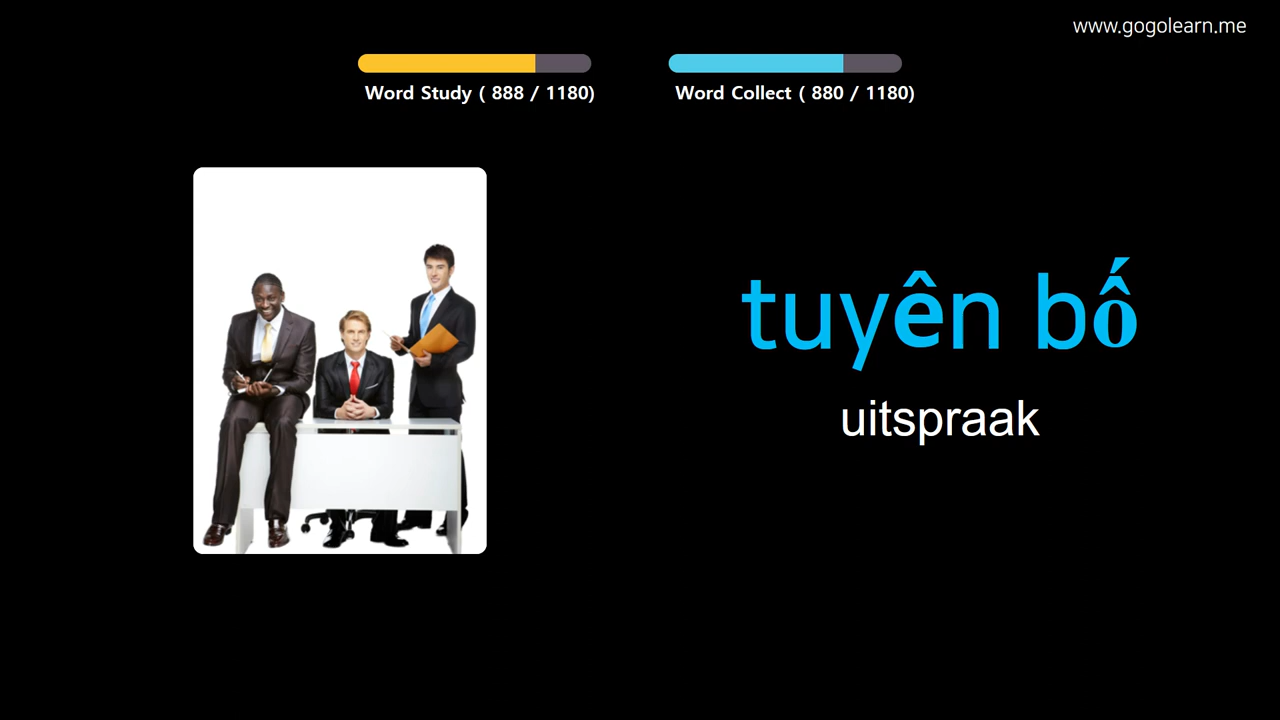 www.gogolearn.me
Word Study ( 888 / 1180)
Word Collect ( 880 / 1180)
tuyên bố
uitspraak